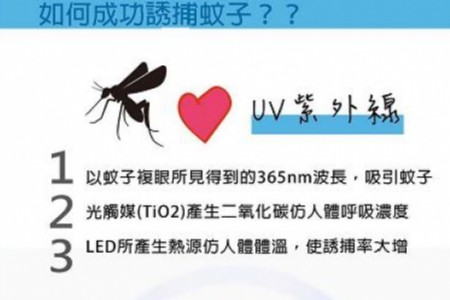 如何成功誘捕蚊子？？
UV紫外線
1 以蚊子複眼所見得到的365nm波長，吸引蚊子
2 光觸媒(TiO2)產生二氧化碳仿人體呼吸濃度
3 LED所產生熱源仿人體體溫，使誘捕率大增